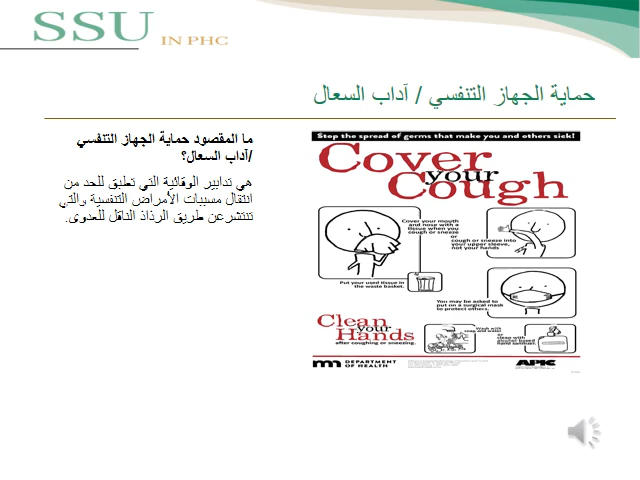 SSU IN PHC
حماية الجهاز التنفسي / آداب السعال
ما المقصود حماية الجهاز التنفسي
/آداب السعال؟
هي تدابير الوقائية التي تطبق للحد من
انتقال مسببات الأمراض التنفسية والتي
تنتشرعن طريق الرذاذ الناقل للعدوى.
Stop the spread of germs that make you and others sick!
Cover
your
Cough
Cover your mouth
and nose with a
tissue when you
cough or sneeze
or
cough or sneeze into
your upper sleeve,
not your hands
Put your used tissue in
the waste basket.
You may be asked to
put on a surgical mask
to protect others.
Clean
your
Hands
after coughing or sneezing.
Wash with
soap and water
or
clean with
alcohol-based
hand sanitizer.
DEPARTMENT
OF HEALTH
APIC